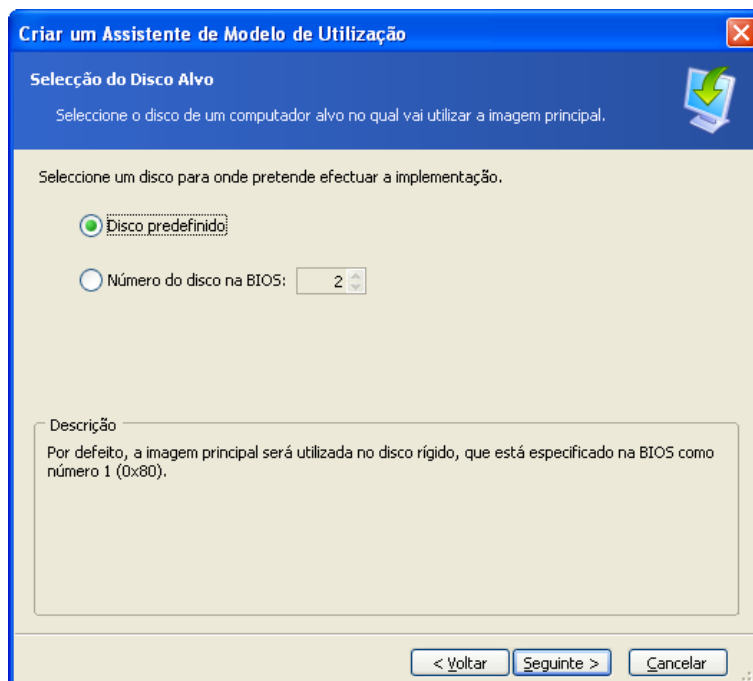 Criar um Assistente de Modelo de Utilização
Selecção do Disco Alvo
Seleccione o disco de um computador alvo no qual vai utilizar a imagem principal.
Seleccione um disco para onde pretende efectuar a implementação.
Disco predefinido
Número do disco na BIOS: 2
Descrição
Por defeito, a imagem principal será utilizada no disco rígido, que está especificado na BIOS como
número 1 (0x80).
< Voltar Seguinte > Cancelar